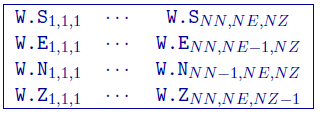 W.S1,1,1 ⋯ W.SNN,NE,NZ
W.E1,1,1 ⋯ W.ENN,NE−1,NZ
W.N1,1,1 ⋯ W.NNN−1,NE,NZ
W.Z1,1,1 ⋯ W.ZNN,NE,NZ−1